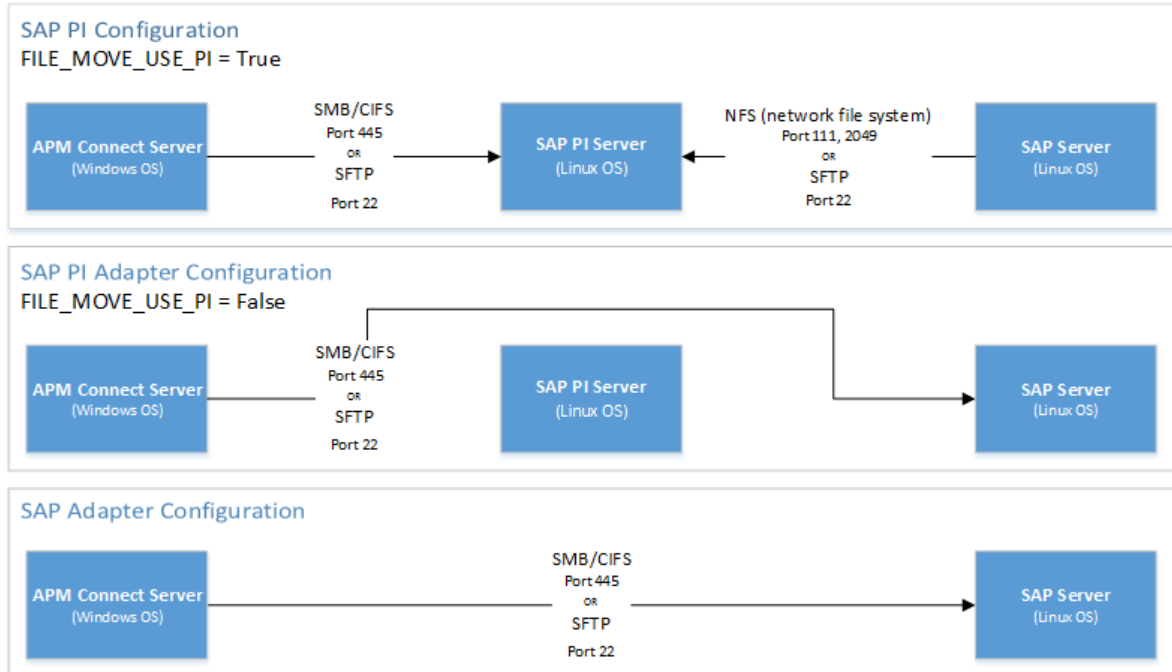 SAP PI Configuration
FILE_MOVE_USE_PI = True
APM Connect Server
(Windows OS)
SMB/CIFS
Port 445
OR
SFTP
Port 22
SAP PI Server
(Linux OS)
NFS (network file system)
Port 111, 2049
OR
SFTP
Port 22
SAP Server
(Linux OS)
SAP PI Adapter Configuration
FILE_MOVE_USE_PI = False
APM Connect Server
(Windows OS)
SMB/CIFS
Port 445
OR
SFTP
Port 22
SAP PI Server
(Linux OS)
SAP Server
(Linux OS)
SAP Adapter Configuration
APM Connect Server
(Windows OS)
SMB/CIFS
Port 445
OR
SFTP
Port 22
SAP Server
(Linux OS)